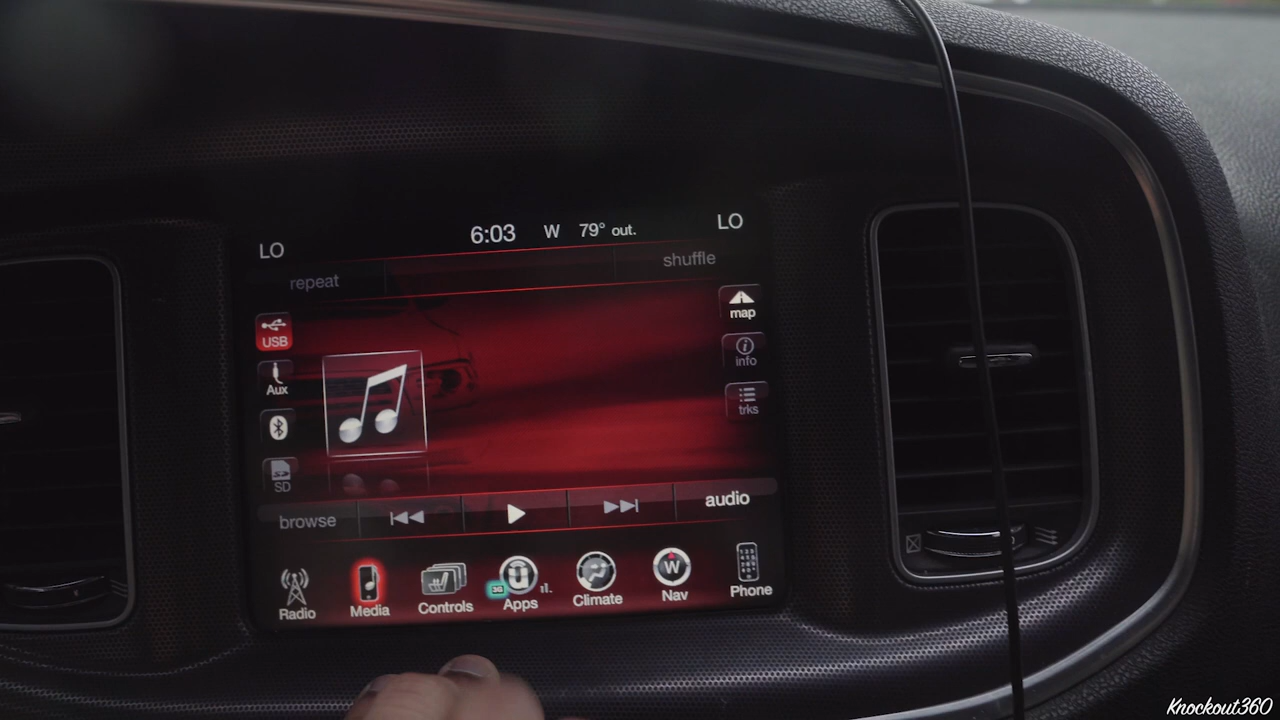 LO 6:03 W 79° out. LO
repeat shuffle
USB
map
Aux
info
trks
SD
browse audio
Radio Media Controls 3G Apps Climate W Nav Phone
Knockout360